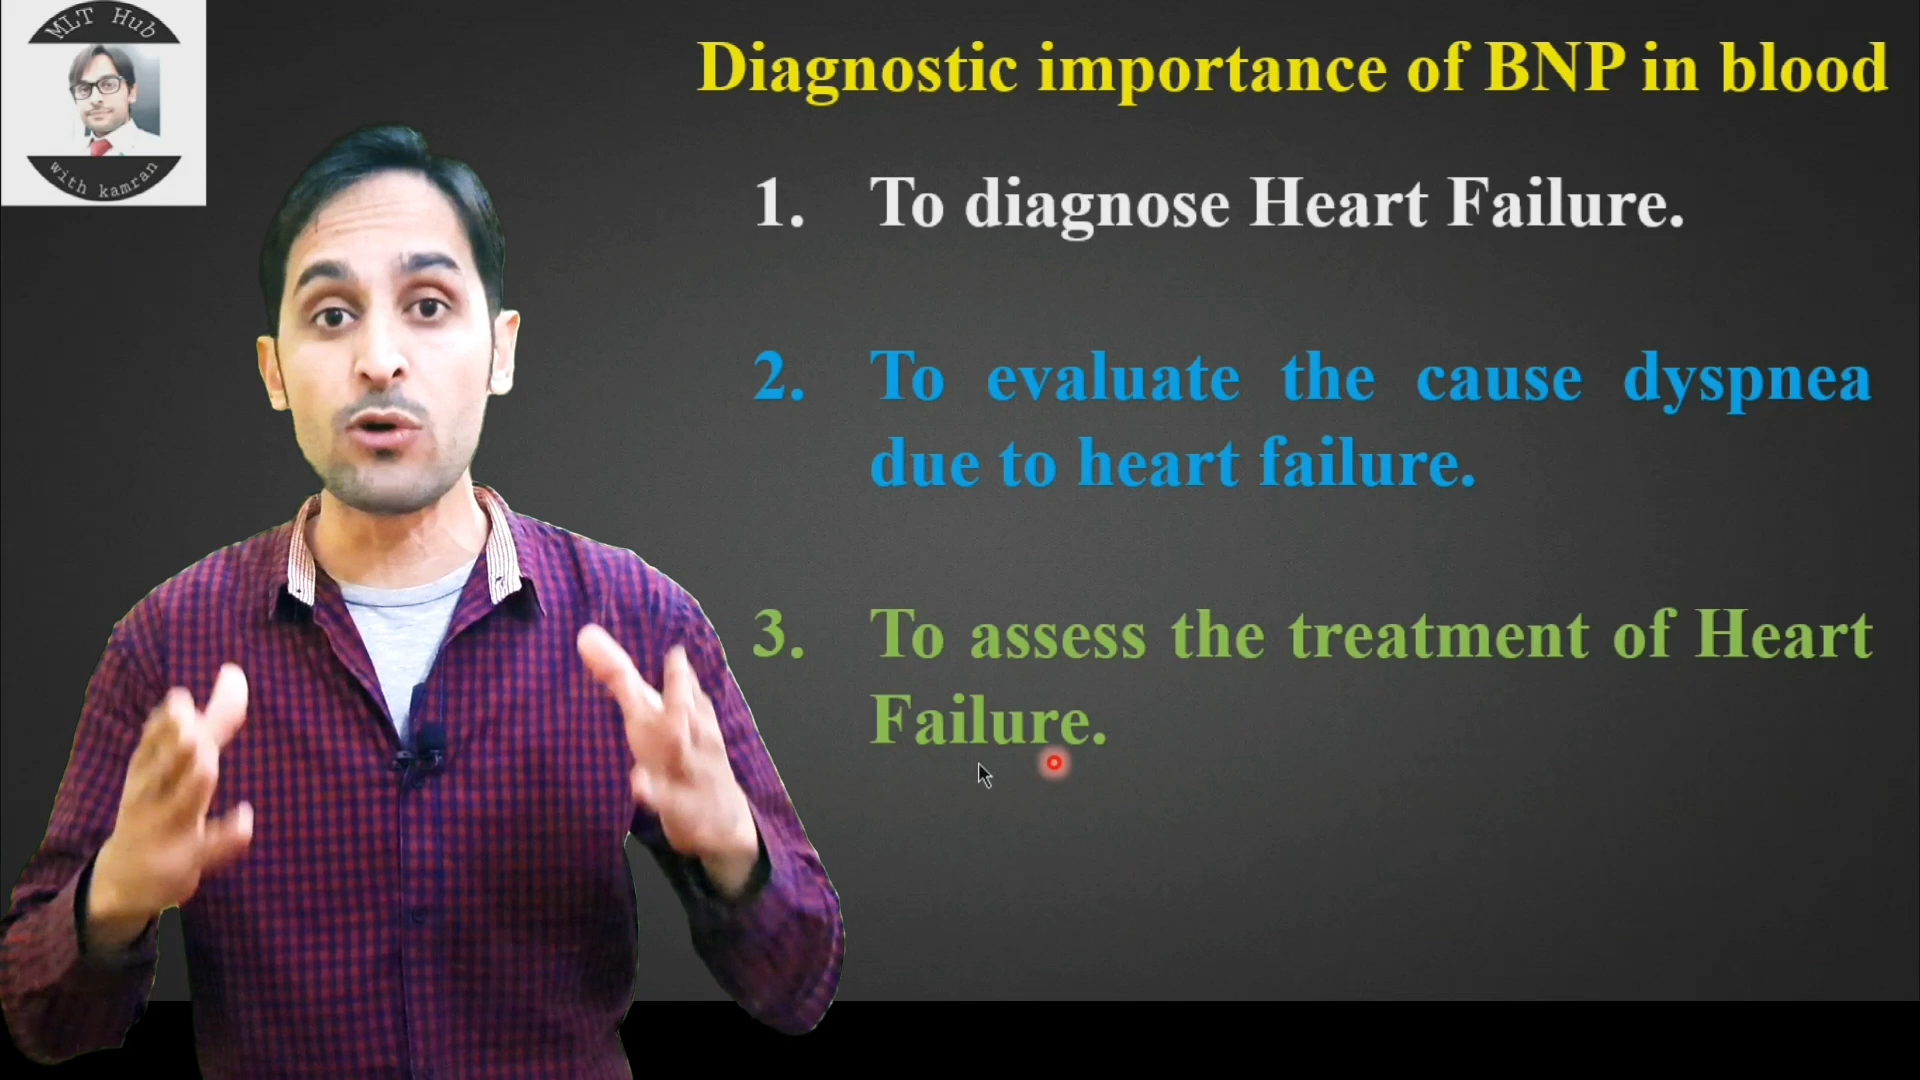 MLT Hub
with kamran
Diagnostic importance of BNP in blood
1. To diagnose Heart Failure.
2. To evaluate the cause dyspnea
due to heart failure.
3. To assess the treatment of Heart
Failure.